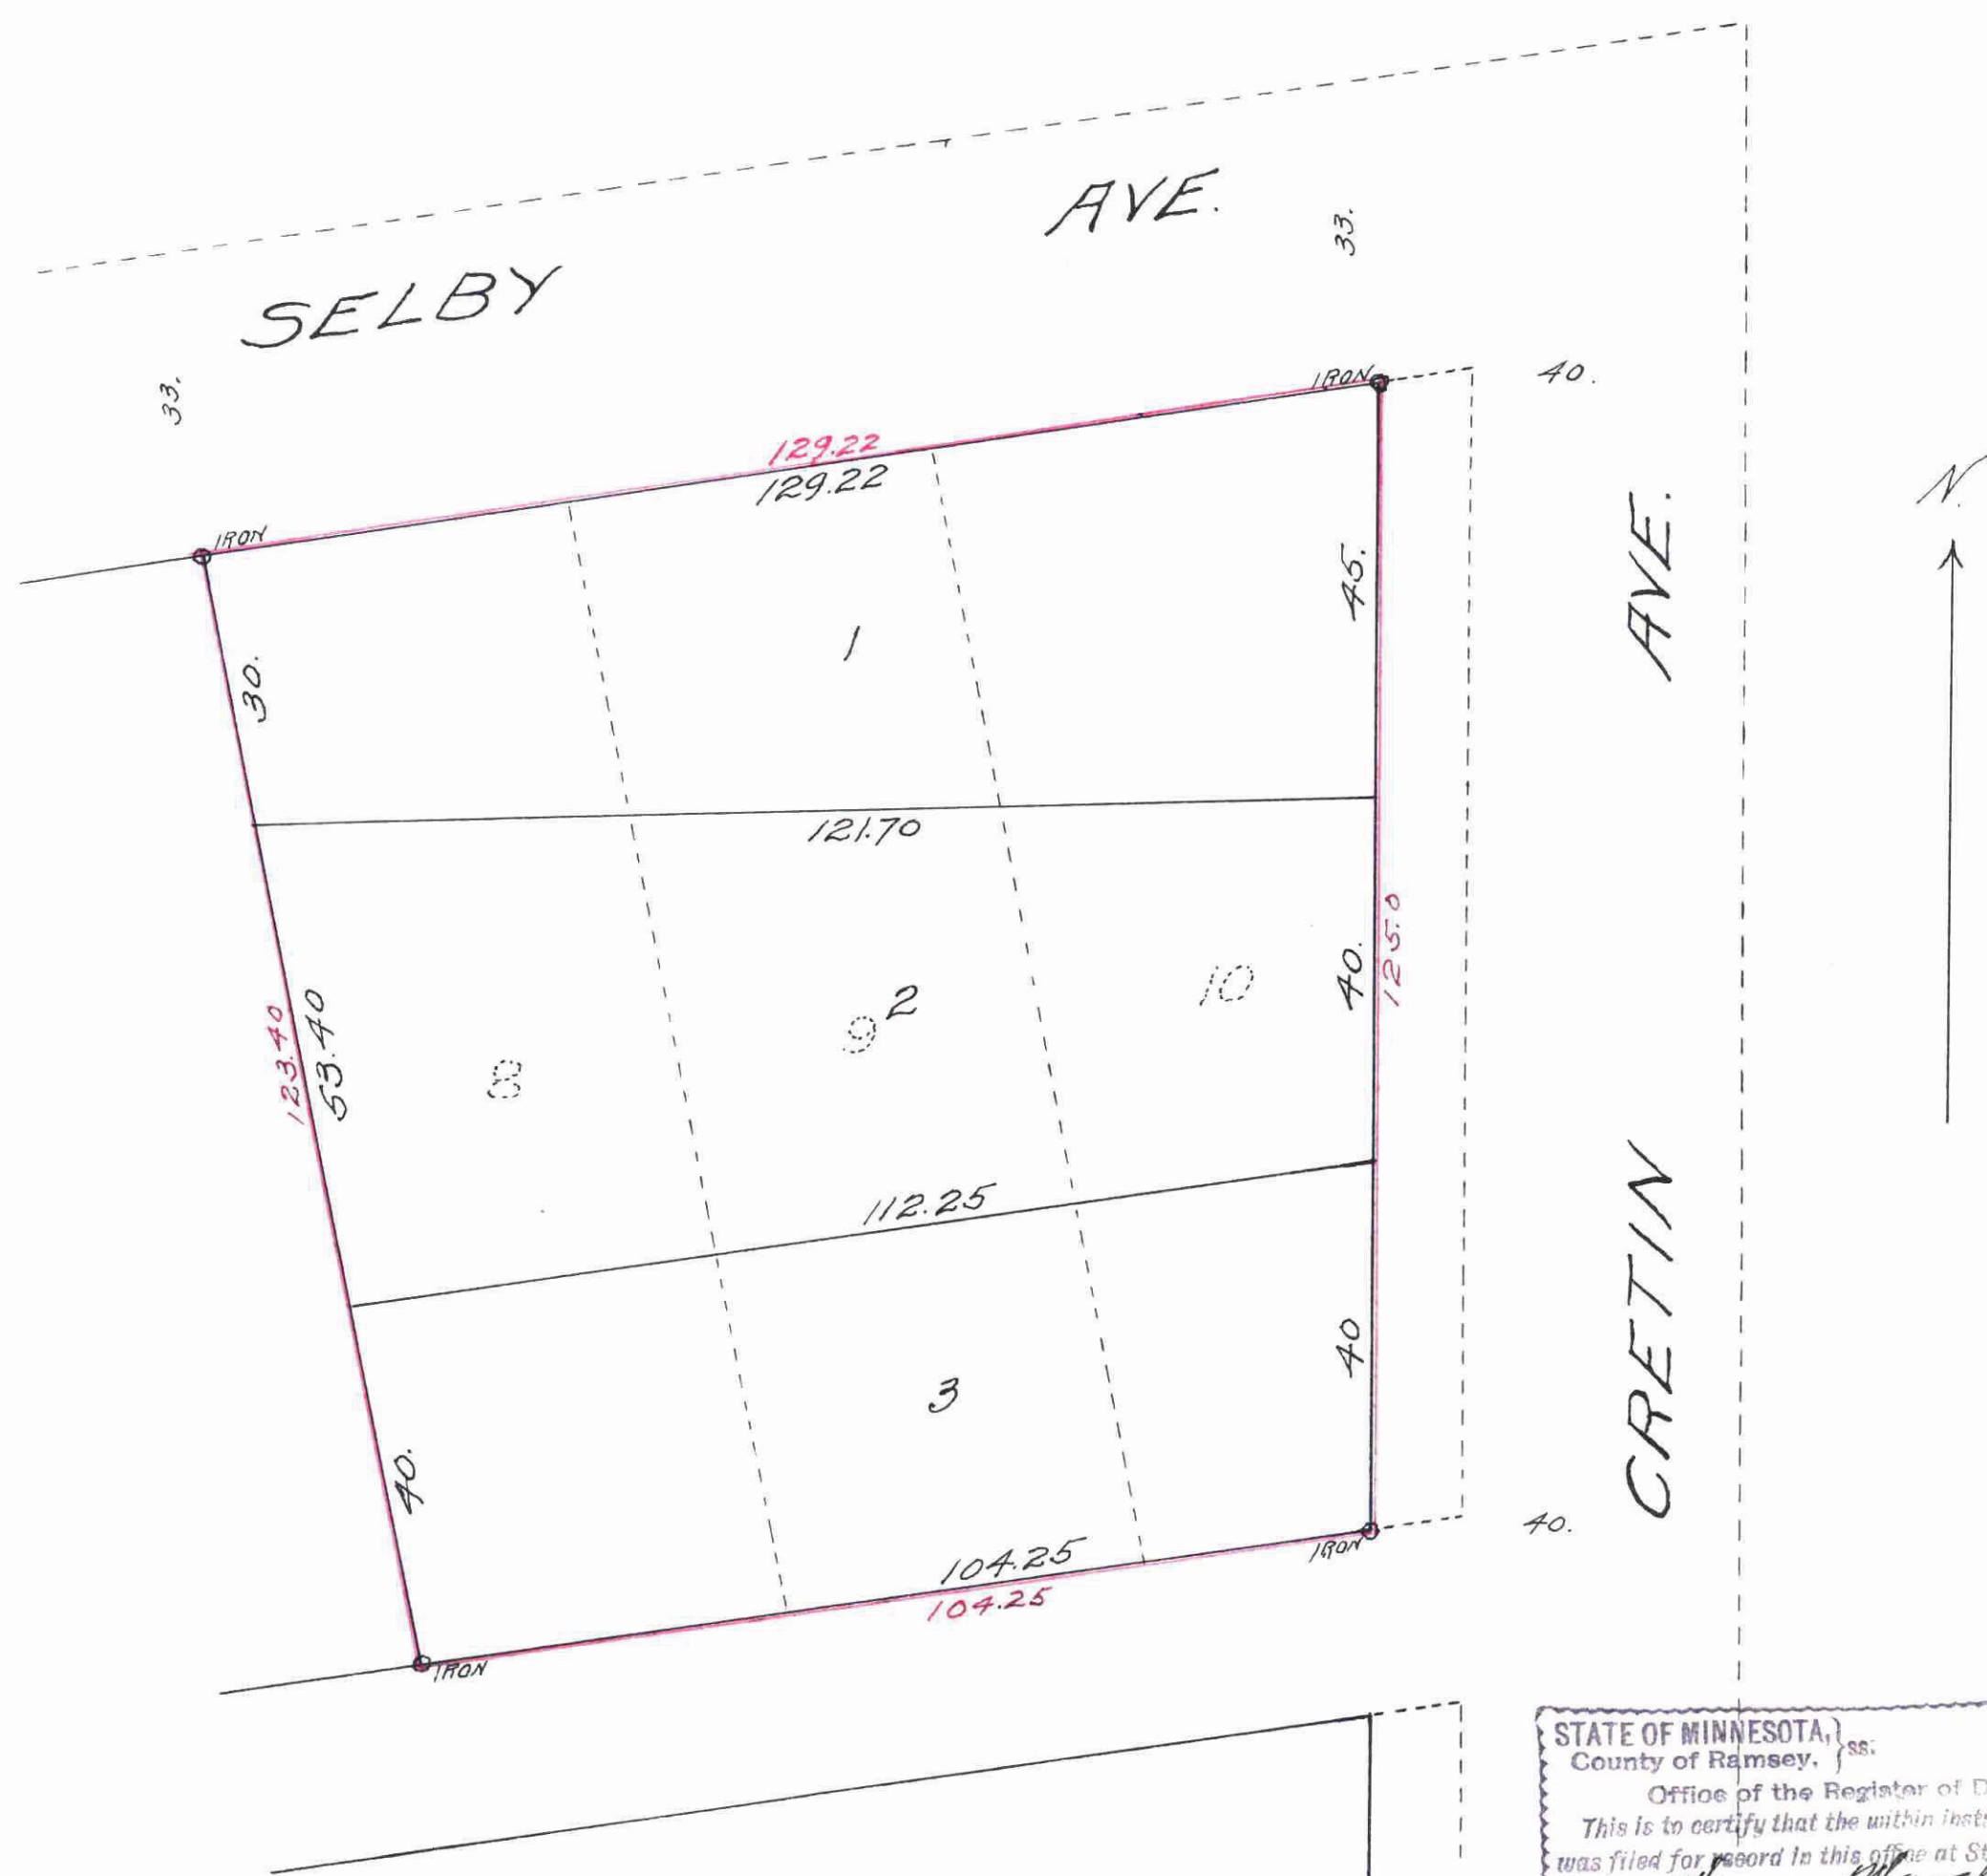 SELBY AVE.
33.
33.
IRON
40.
129.22
129.22
IRON
N.
AVE.
45.
30.
1
121.70
125.0
40.
10
2
9
8
123.40
53.40
112.25
CRETIN
40
3
40.
40.
IRON
104.25
104.25
IRON
STATE OF MINNESOTA, } ss:
County of Ramsey.
Office of the Register of
This is to certify that the within
was filed for record in this office at